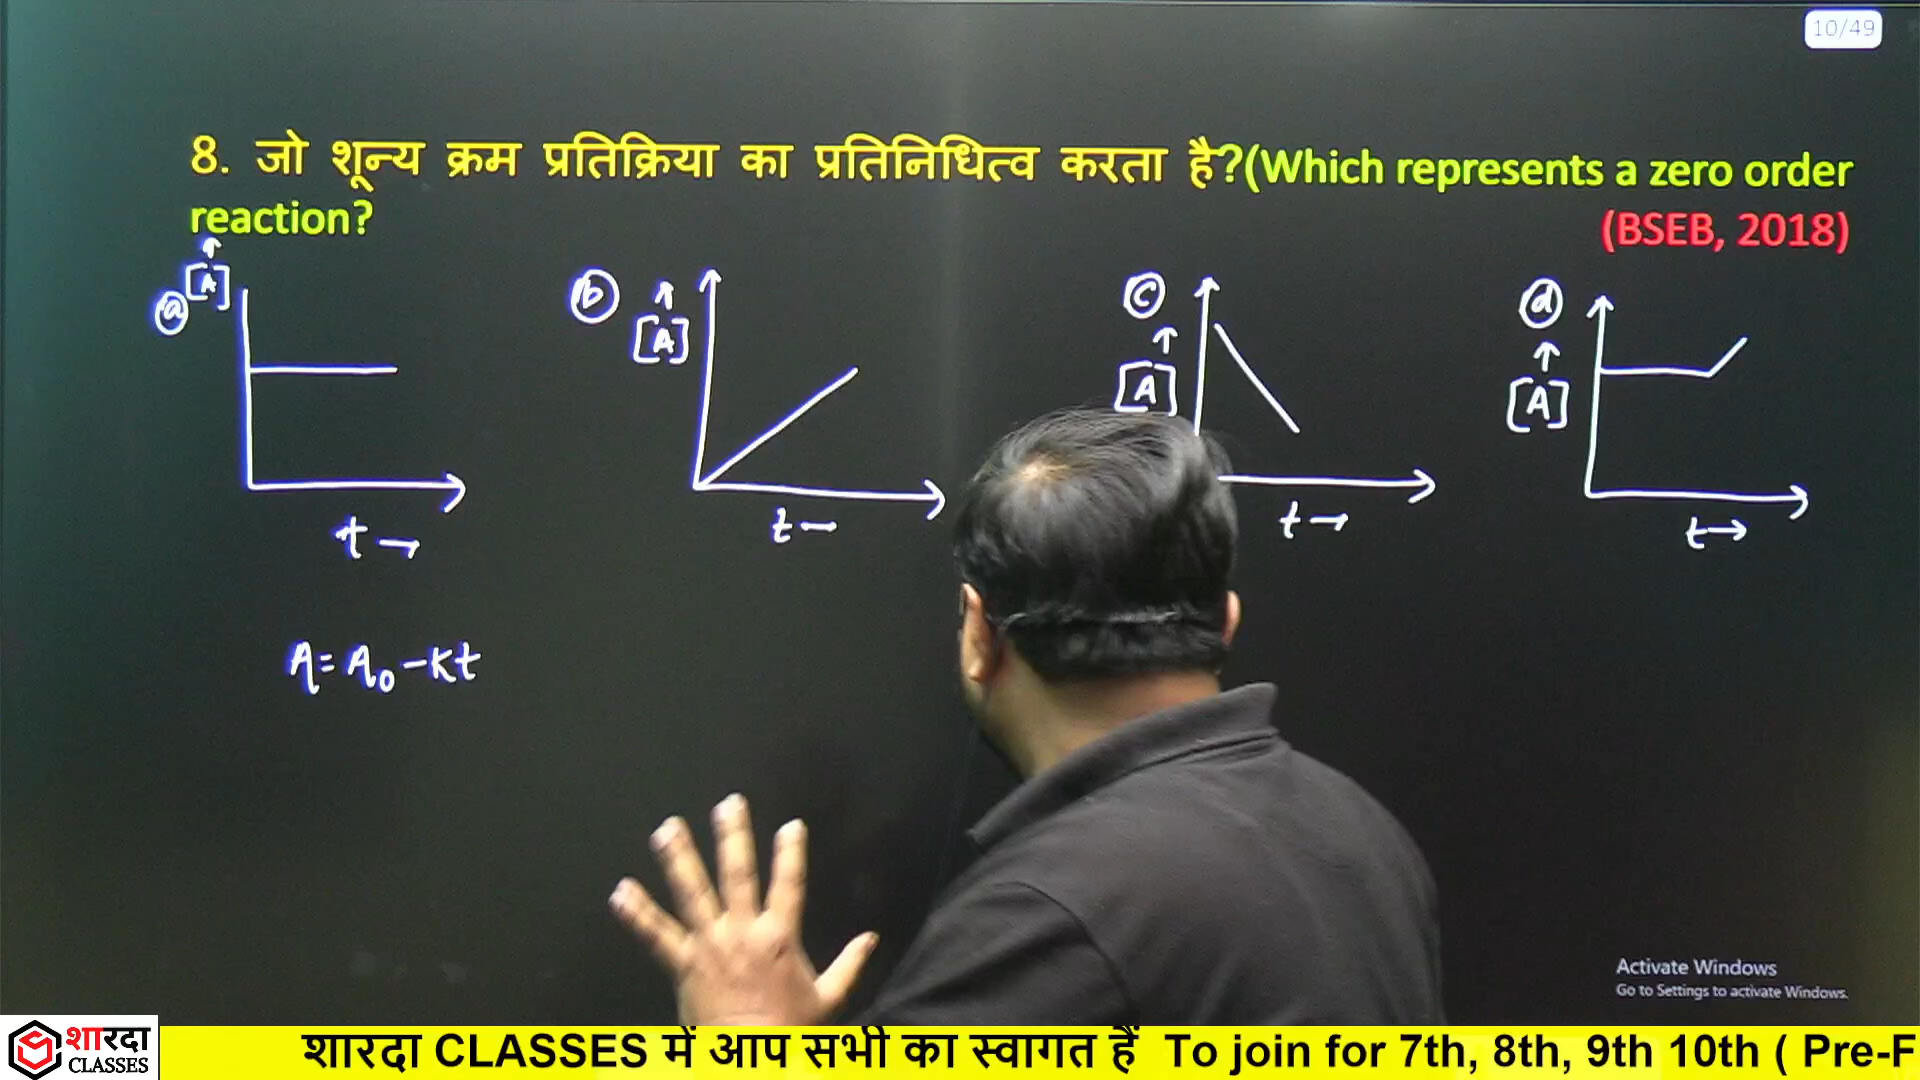 10/49
8. जो शून्य क्रम प्रतिक्रिया का प्रतिनिधित्व करता है?(Which represents a zero order
reaction?
(BSEB, 2018)
ⓐ [A] ↑
t →
ⓑ [A] ↑
t →
ⓒ [A] ↑
t →
ⓓ [A] ↑
t →
A = A₀ - Kt
Activate Windows
Go to Settings to activate Windows.
शारदा
CLASSES
शारदा CLASSES में आप सभी का स्वागत हैं To join for 7th, 8th, 9th 10th ( Pre-F